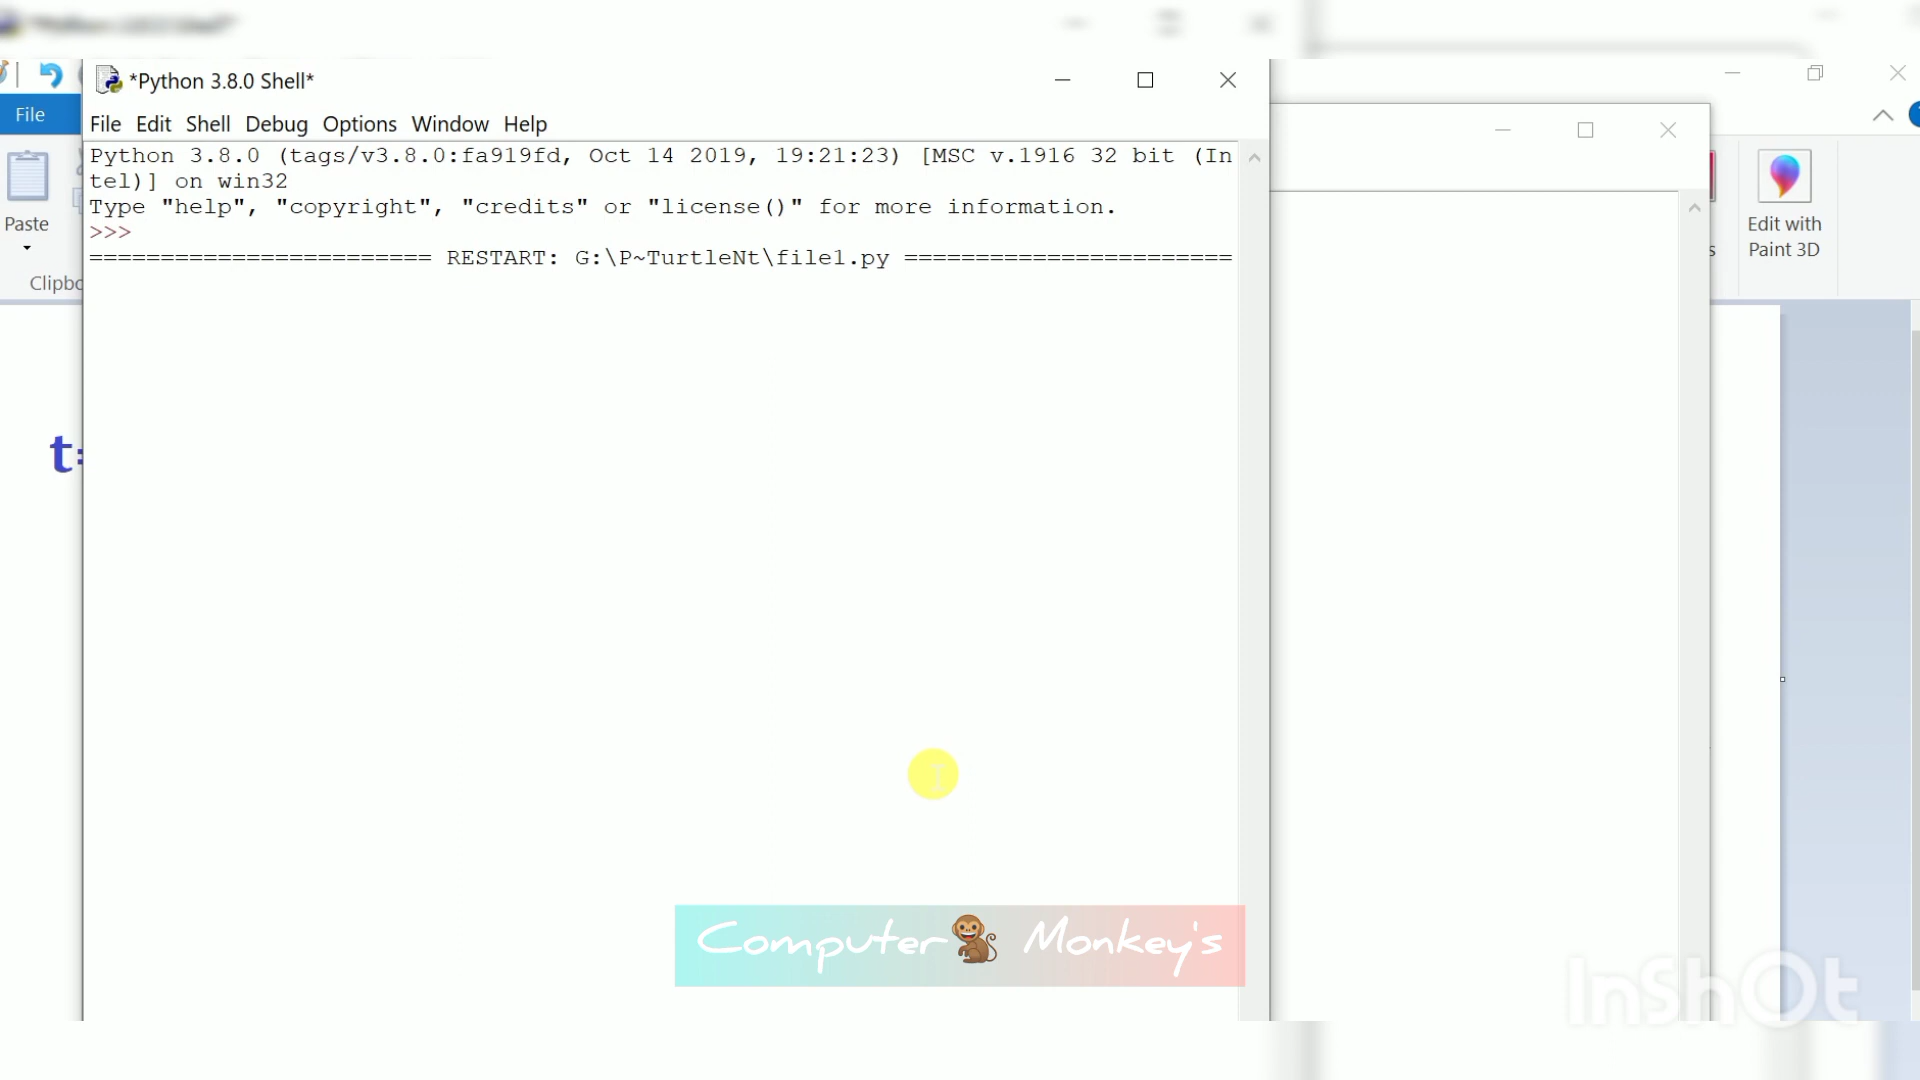 *Python 3.8.0 Shell*
File
File Edit Shell Debug Options Window Help
Python 3.8.0 (tags/v3.8.0:fa919fd, Oct 14 2019, 19:21:23) [MSC v.1916 32 bit (In
tel)] on win32
Type "help", "copyright", "credits" or "license()" for more information.
>>>
======================== RESTART: G:\P~TurtleNt\file1.py =======================
Paste
Clipbo
Edit with
Paint 3D
s
t=
Computer Monkey's
InShOt